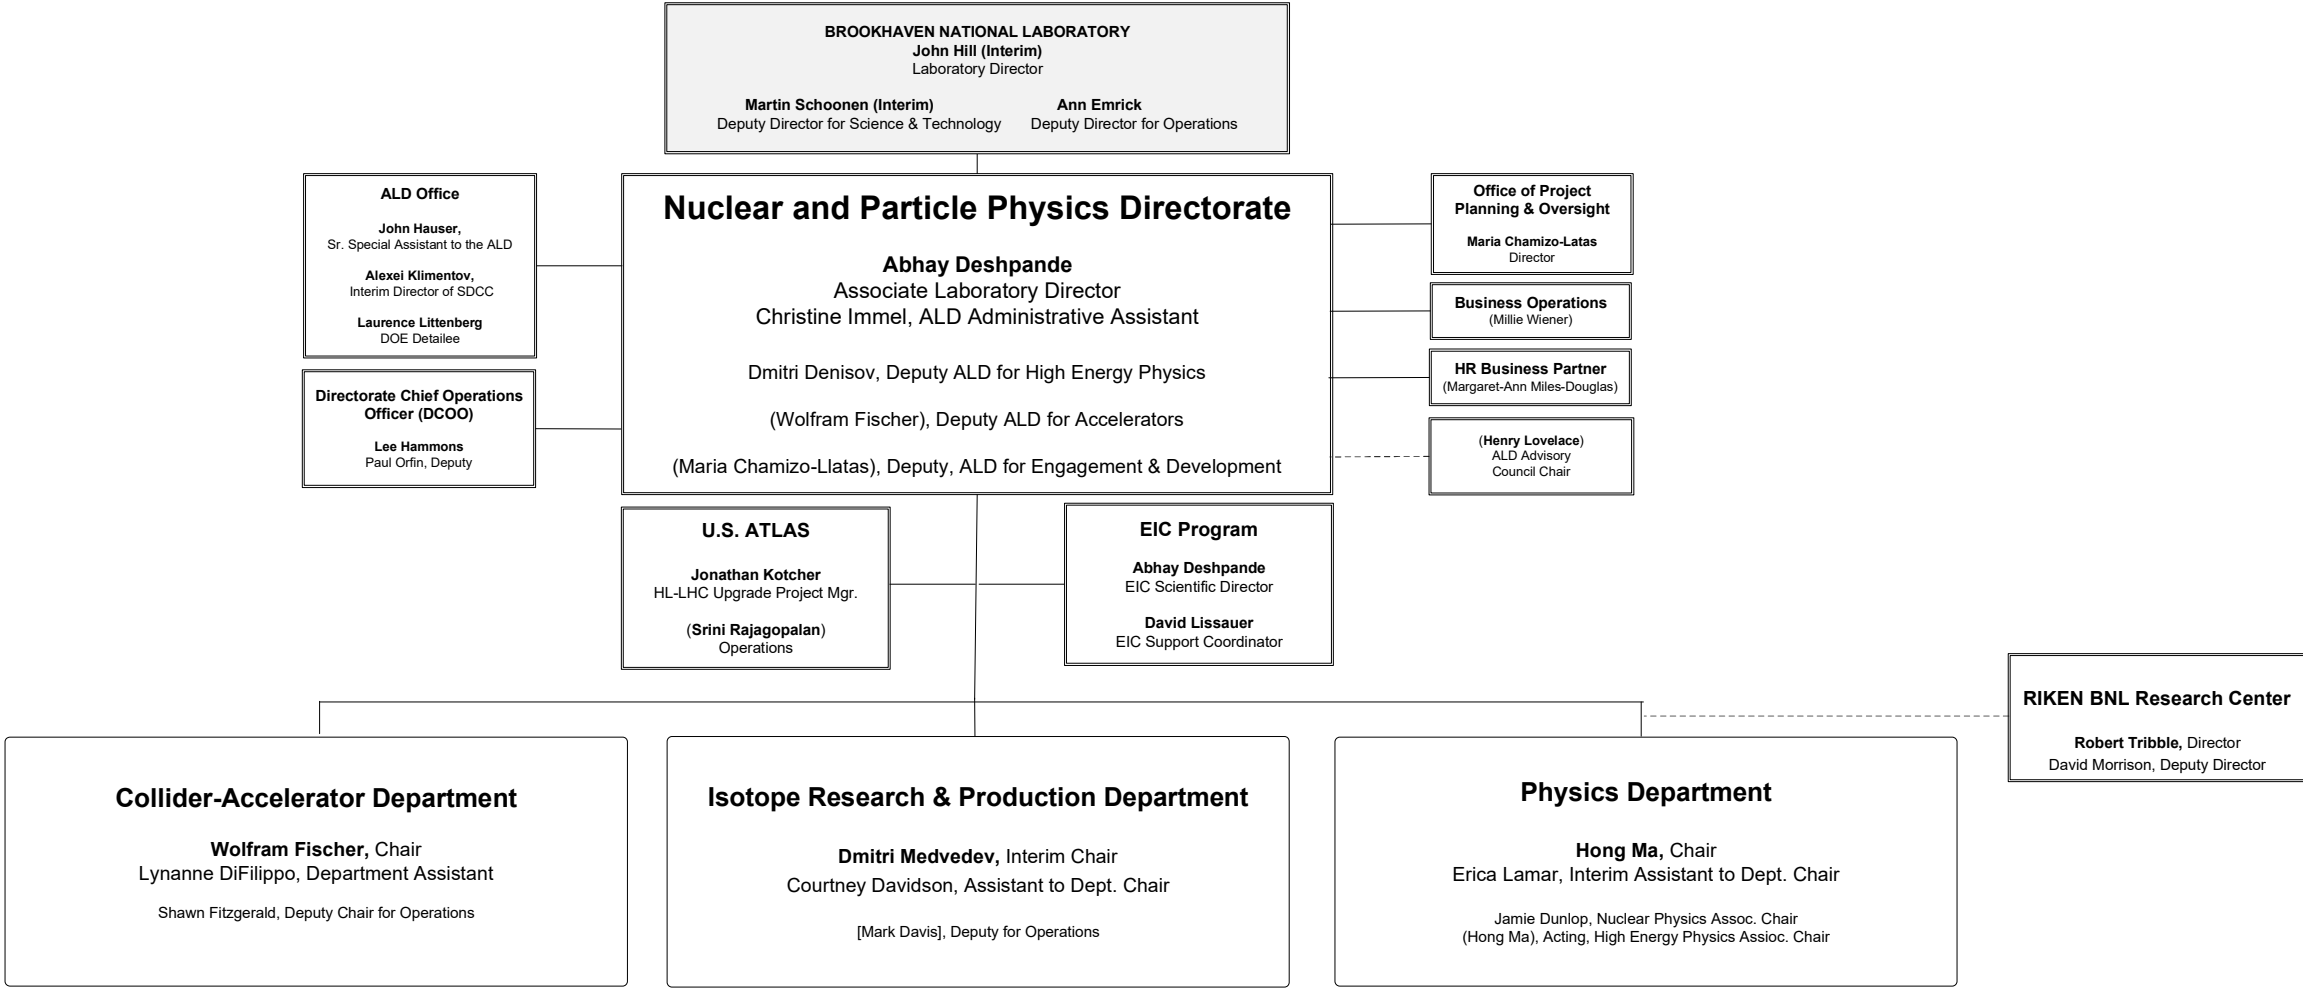 BROOKHAVEN NATIONAL LABORATORY
John Hill (Interim)
Laboratory Director
Martin Schoonen (Interim)
Deputy Director for Science & Technology
Ann Emrick
Deputy Director for Operations
ALD Office
John Hauser,
Sr. Special Assistant to the ALD
Alexei Klimentov,
Interim Director of SDCC
Laurence Littenberg
DOE Detailee
Directorate Chief Operations
Officer (DCOO)
Lee Hammons
Paul Orfin, Deputy
Nuclear and Particle Physics Directorate
Abhay Deshpande
Associate Laboratory Director
Christine Immel, ALD Administrative Assistant
Dmitri Denisov, Deputy ALD for High Energy Physics
(Wolfram Fischer), Deputy ALD for Accelerators
(Maria Chamizo-Llatas), Deputy, ALD for Engagement & Development
Office of Project
Planning & Oversight
Maria Chamizo-Latas
Director
Business Operations
(Millie Wiener)
HR Business Partner
(Margaret-Ann Miles-Douglas)
(Henry Lovelace)
ALD Advisory
Council Chair
U.S. ATLAS
Jonathan Kotcher
HL-LHC Upgrade Project Mgr.
(Srini Rajagopalan)
Operations
EIC Program
Abhay Deshpande
EIC Scientific Director
David Lissauer
EIC Support Coordinator
RIKEN BNL Research Center
Robert Tribble, Director
David Morrison, Deputy Director
Collider-Accelerator Department
Wolfram Fischer, Chair
Lynanne DiFilippo, Department Assistant
Shawn Fitzgerald, Deputy Chair for Operations
Isotope Research & Production Department
Dmitri Medvedev, Interim Chair
Courtney Davidson, Assistant to Dept. Chair
[Mark Davis], Deputy for Operations
Physics Department
Hong Ma, Chair
Erica Lamar, Interim Assistant to Dept. Chair
Jamie Dunlop, Nuclear Physics Assoc. Chair
(Hong Ma), Acting, High Energy Physics Assioc. Chair